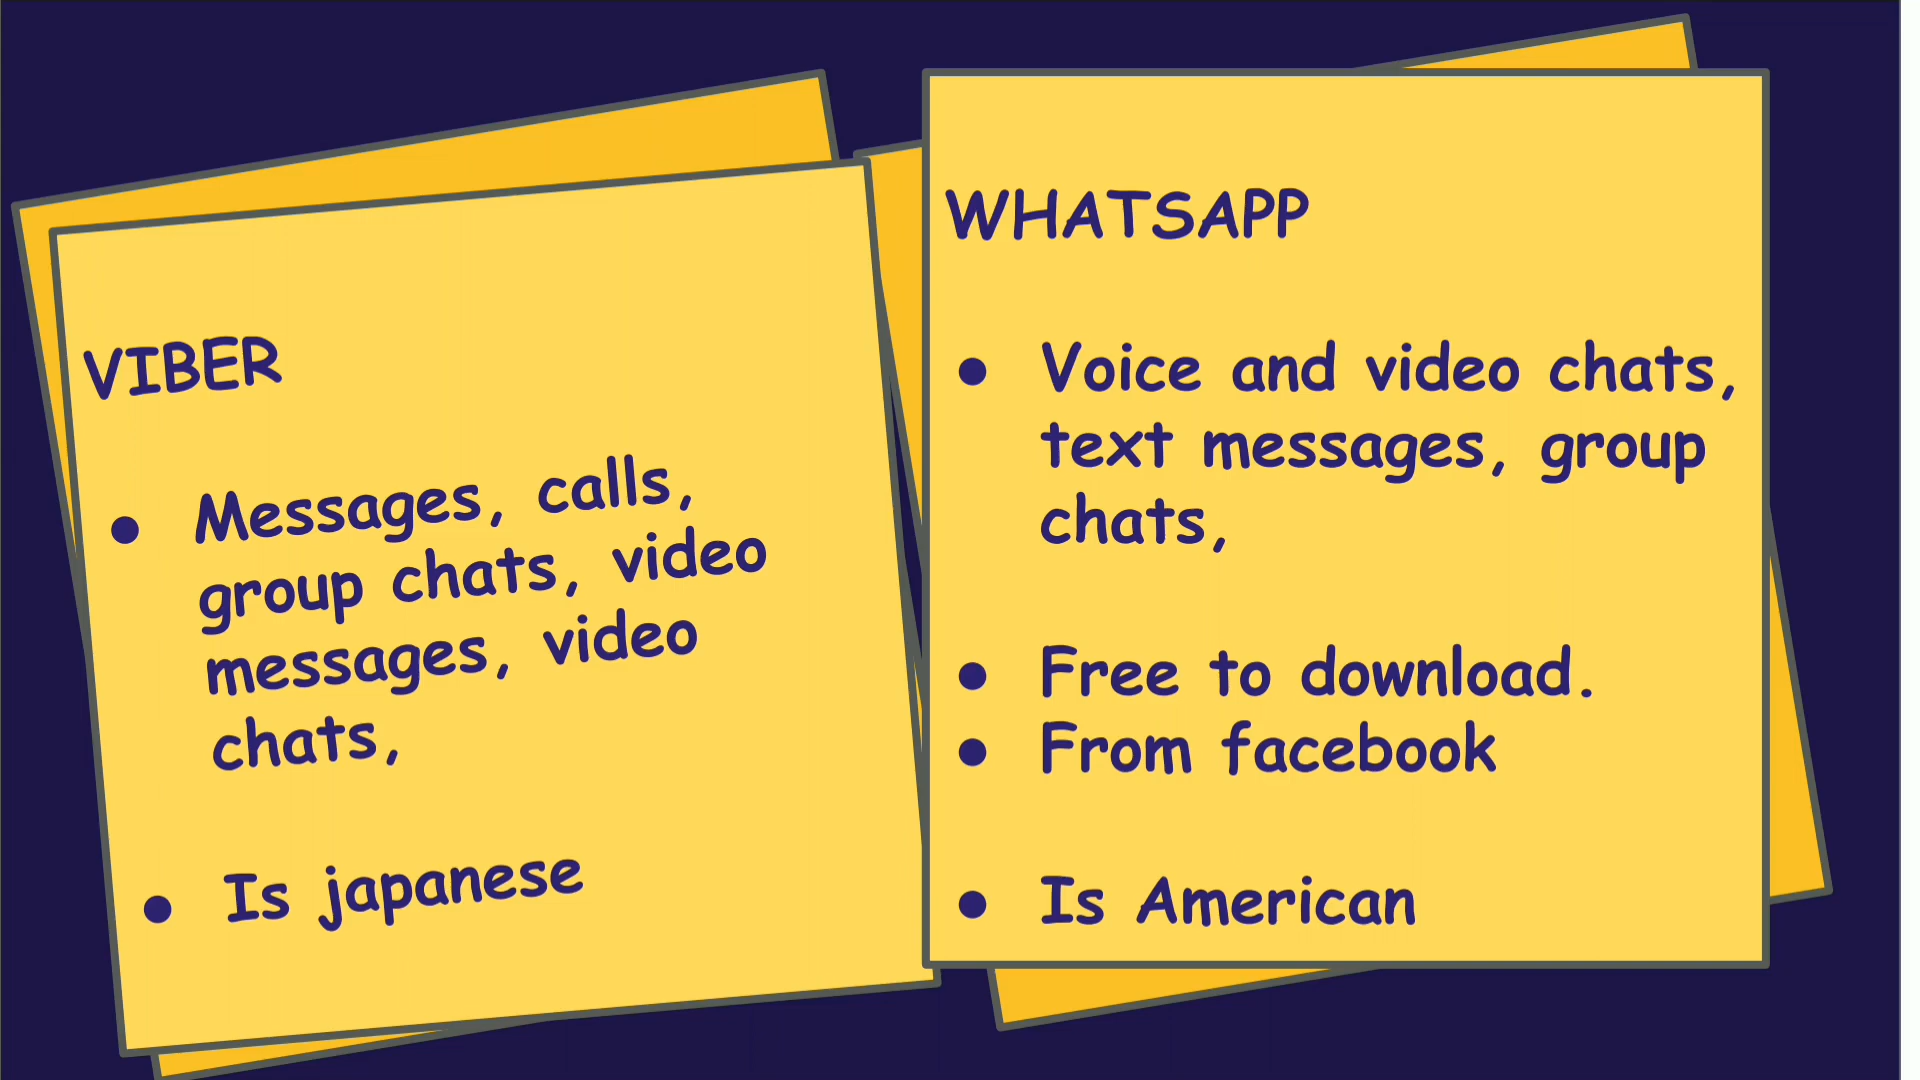 VIBER
● Messages, calls,
group chats, video
messages, video
chats,
● Is japanese
WHATSAPP
● Voice and video chats,
text messages, group
chats,
● Free to download.
● From facebook
● Is American